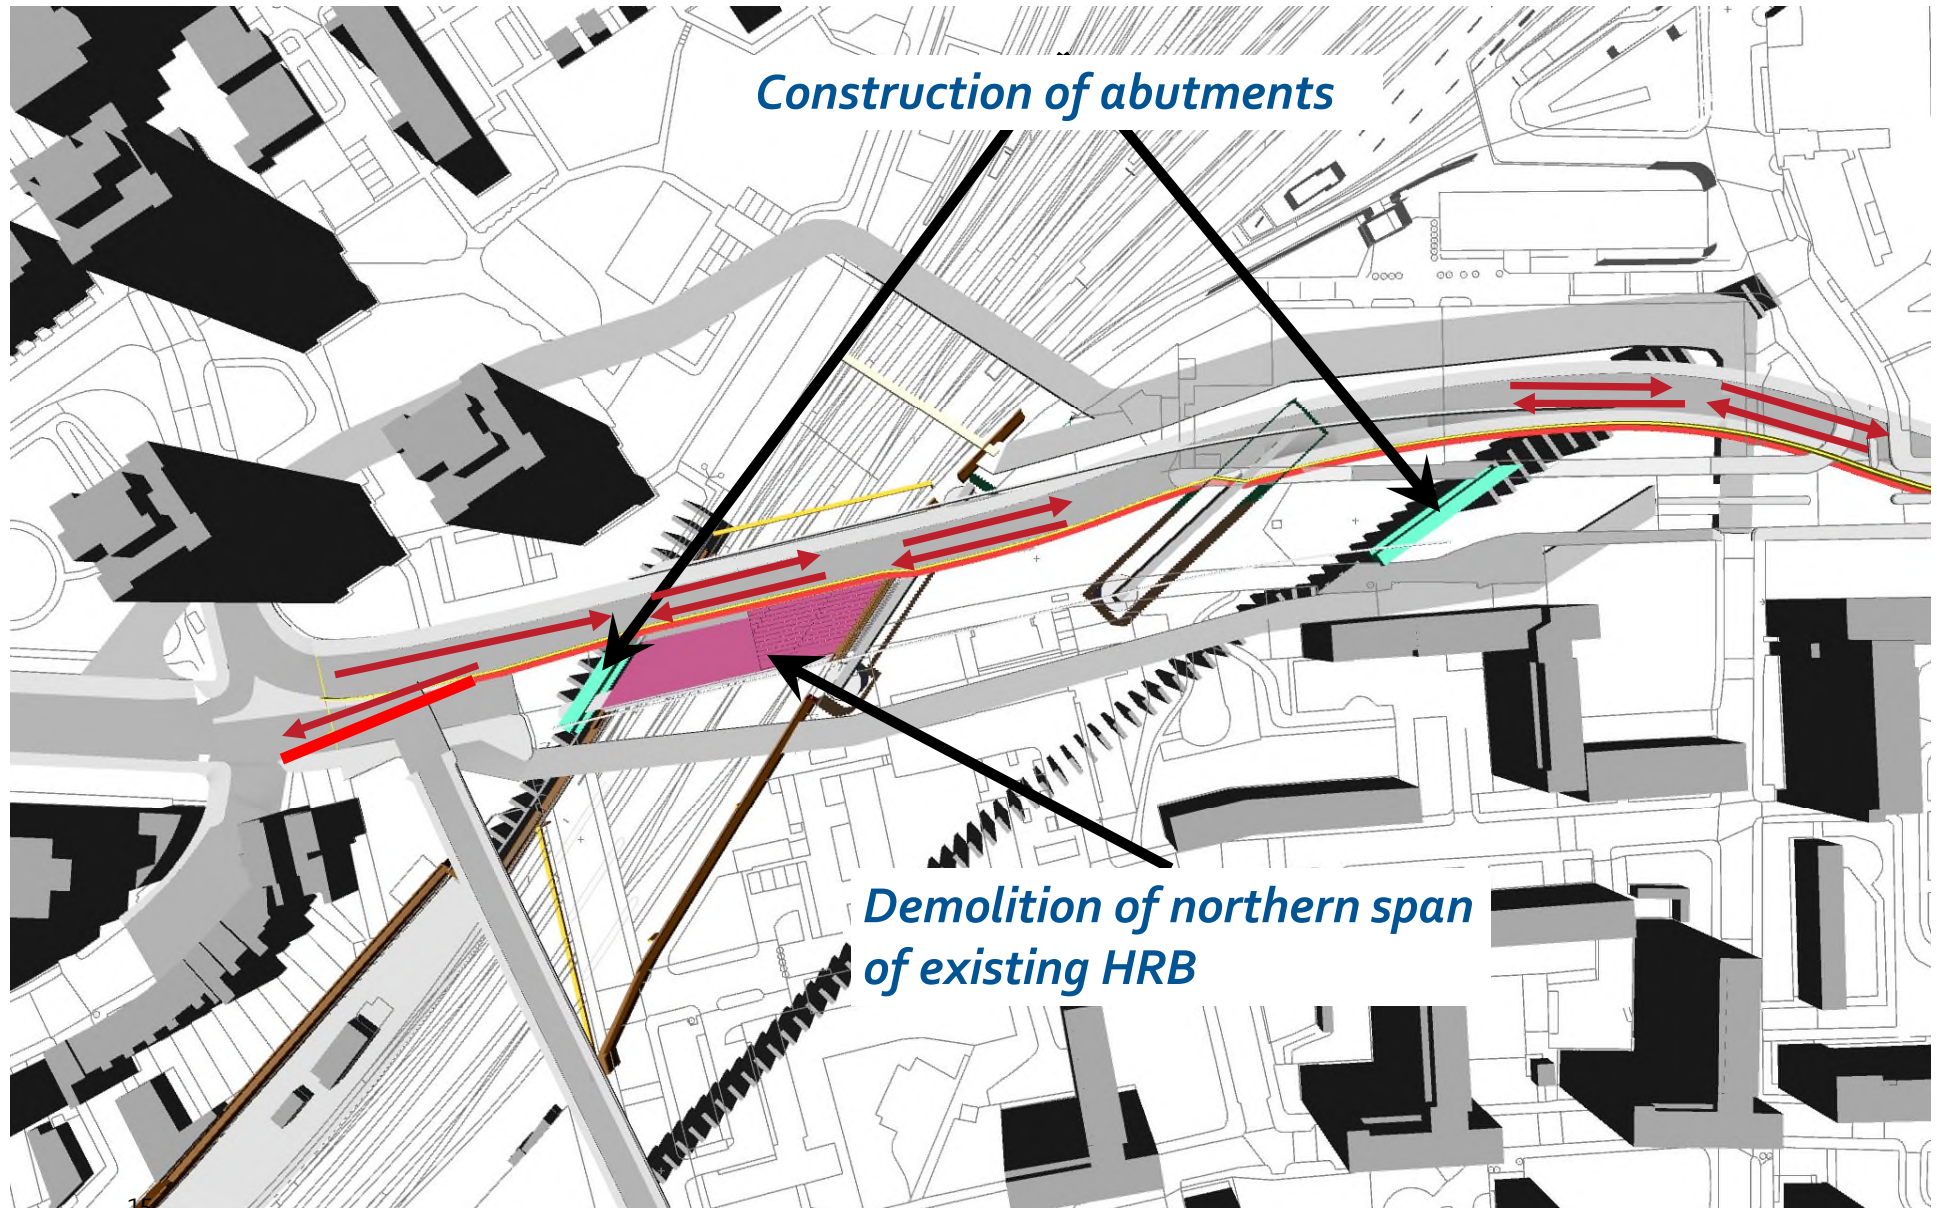 Construction of abutments
Demolition of northern span
of existing HRB